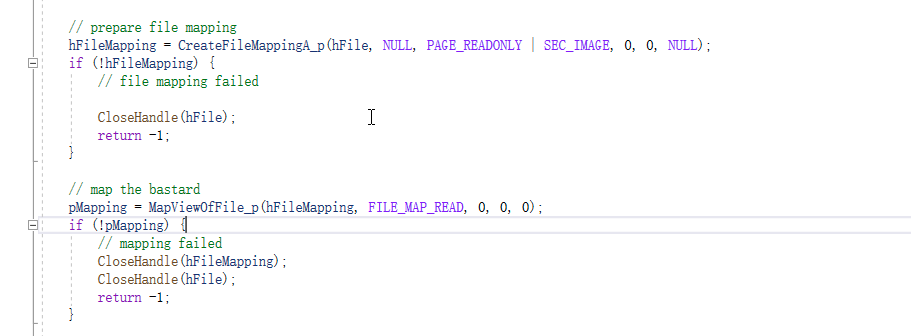 // prepare file mapping
hFileMapping = CreateFileMappingA_p(hFile, NULL, PAGE_READONLY | SEC_IMAGE, 0, 0, NULL);
if (!hFileMapping) {
// file mapping failed
CloseHandle(hFile);
return -1;
}
// map the bastard
pMapping = MapViewOfFile_p(hFileMapping, FILE_MAP_READ, 0, 0, 0);
if (!pMapping) {
// mapping failed
CloseHandle(hFileMapping);
CloseHandle(hFile);
return -1;
}